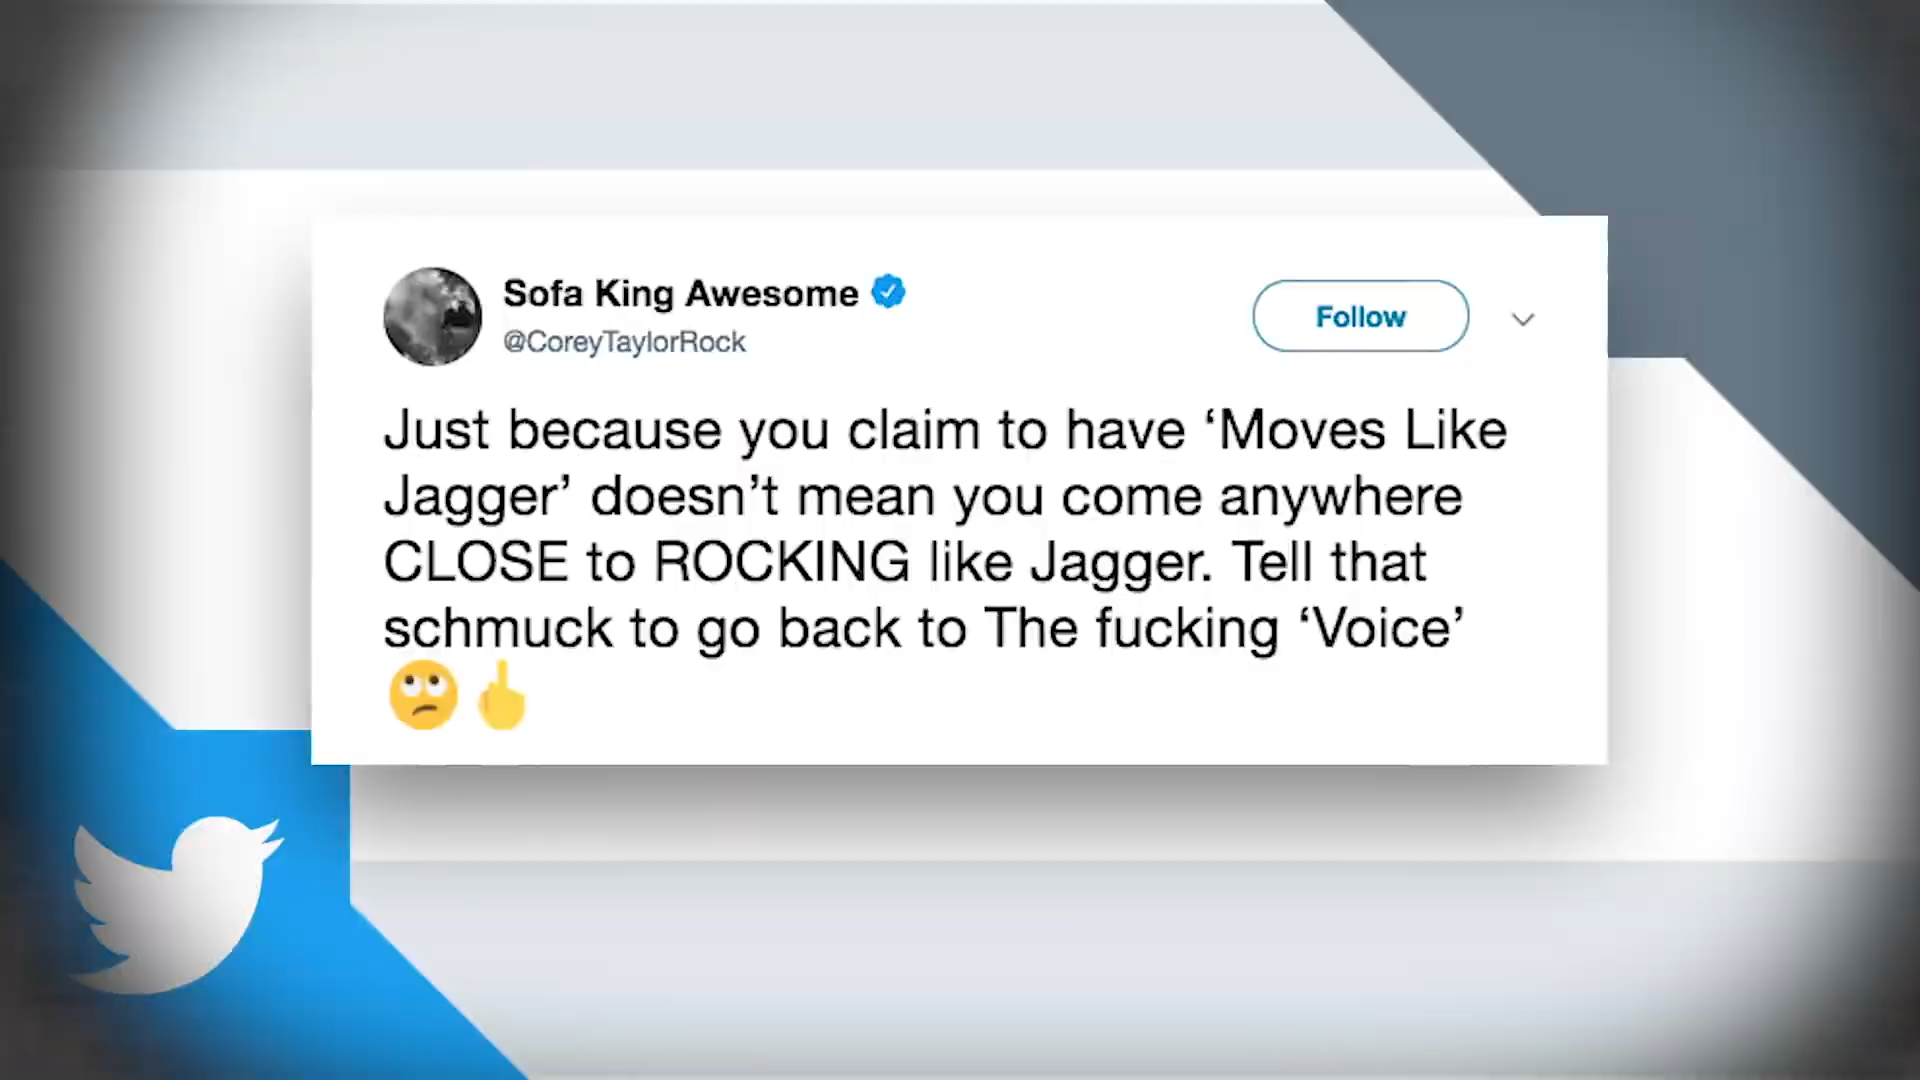 Sofa King Awesome
@CoreyTaylorRock
Follow
Just because you claim to have ‘Moves Like
Jagger’ doesn’t mean you come anywhere
CLOSE to ROCKING like Jagger. Tell that
schmuck to go back to The fucking ‘Voice’
🙄🖕